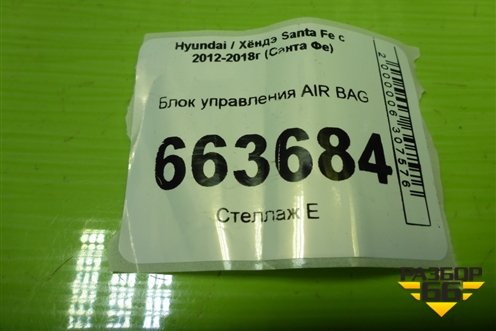 Hyundai / Хёндэ Santa Fe с
2012-2018г (Санта Фе)
Блок управления AIR BAG
663684
Стеллаж Е
2000006307576
РАЗБОР
66